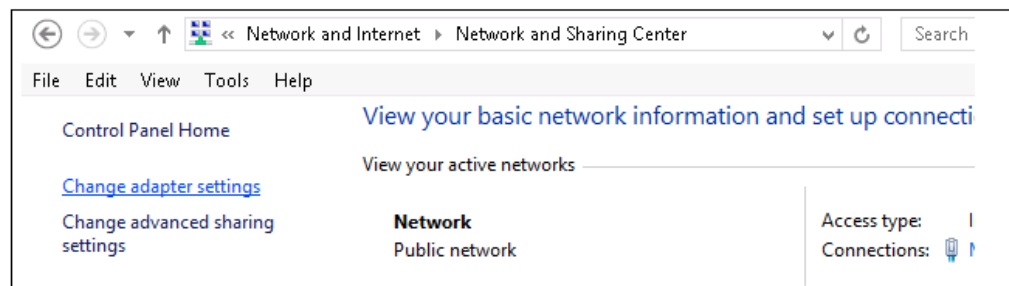 « Network and Internet ▸ Network and Sharing Center
Search
File Edit View Tools Help
Control Panel Home
View your basic network information and set up connecti
View your active networks
Change adapter settings
Change advanced sharing
settings
Network
Public network
Access type:
Connections: